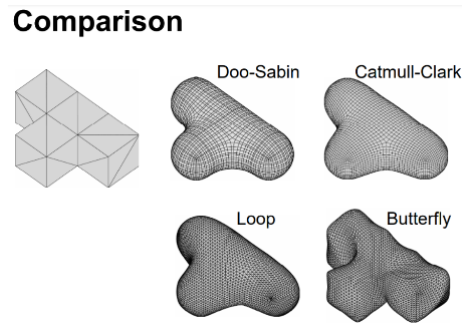 Comparison
Doo-Sabin
Catmull-Clark
Loop
Butterfly